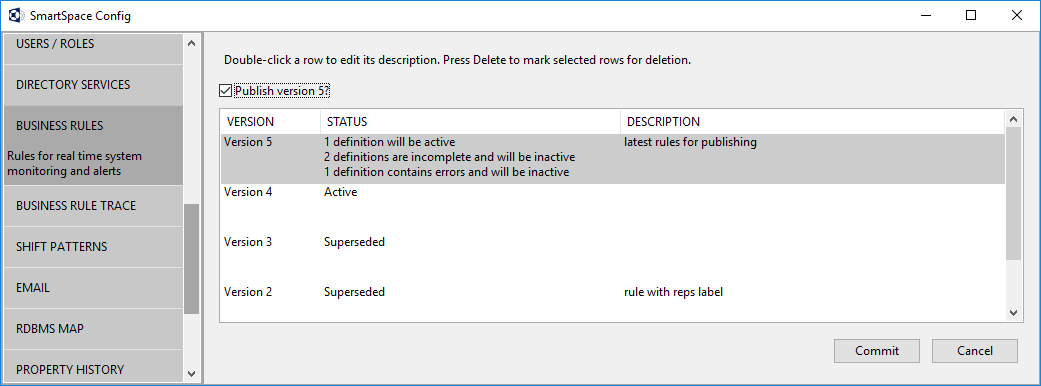 SmartSpace Config
USERS / ROLES
DIRECTORY SERVICES
BUSINESS RULES
Rules for real time system
monitoring and alerts
BUSINESS RULE TRACE
SHIFT PATTERNS
EMAIL
RDBMS MAP
PROPERTY HISTORY
Double-click a row to edit its description. Press Delete to mark selected rows for deletion.
Publish version 5?
VERSION STATUS DESCRIPTION
Version 5 1 definition will be active latest rules for publishing
2 definitions are incomplete and will be inactive
1 definition contains errors and will be inactive
Version 4 Active
Version 3 Superseded
Version 2 Superseded rule with reps label
Commit Cancel